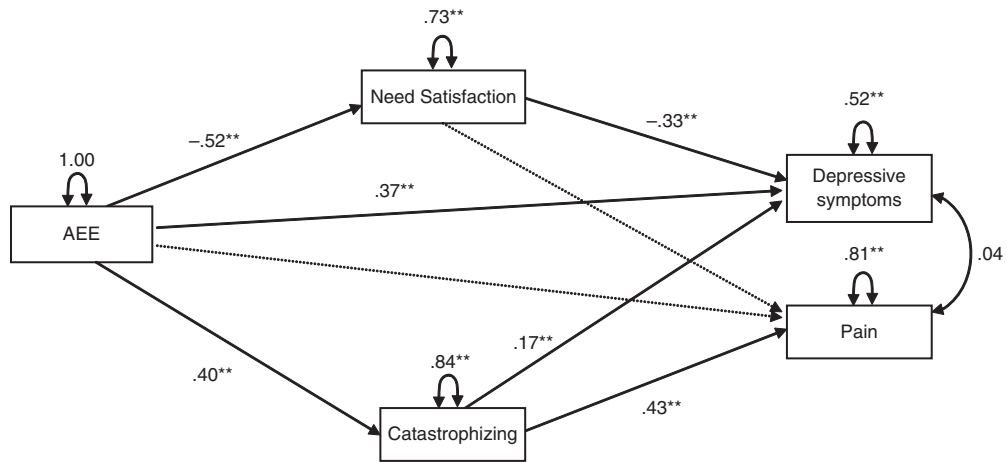 .73**
Need Satisfaction
–.52**
–.33**
.52**
1.00
Depressive
symptoms
.37**
AEE
.04
.81**
Pain
.17**
.84**
.40**
.43**
Catastrophizing